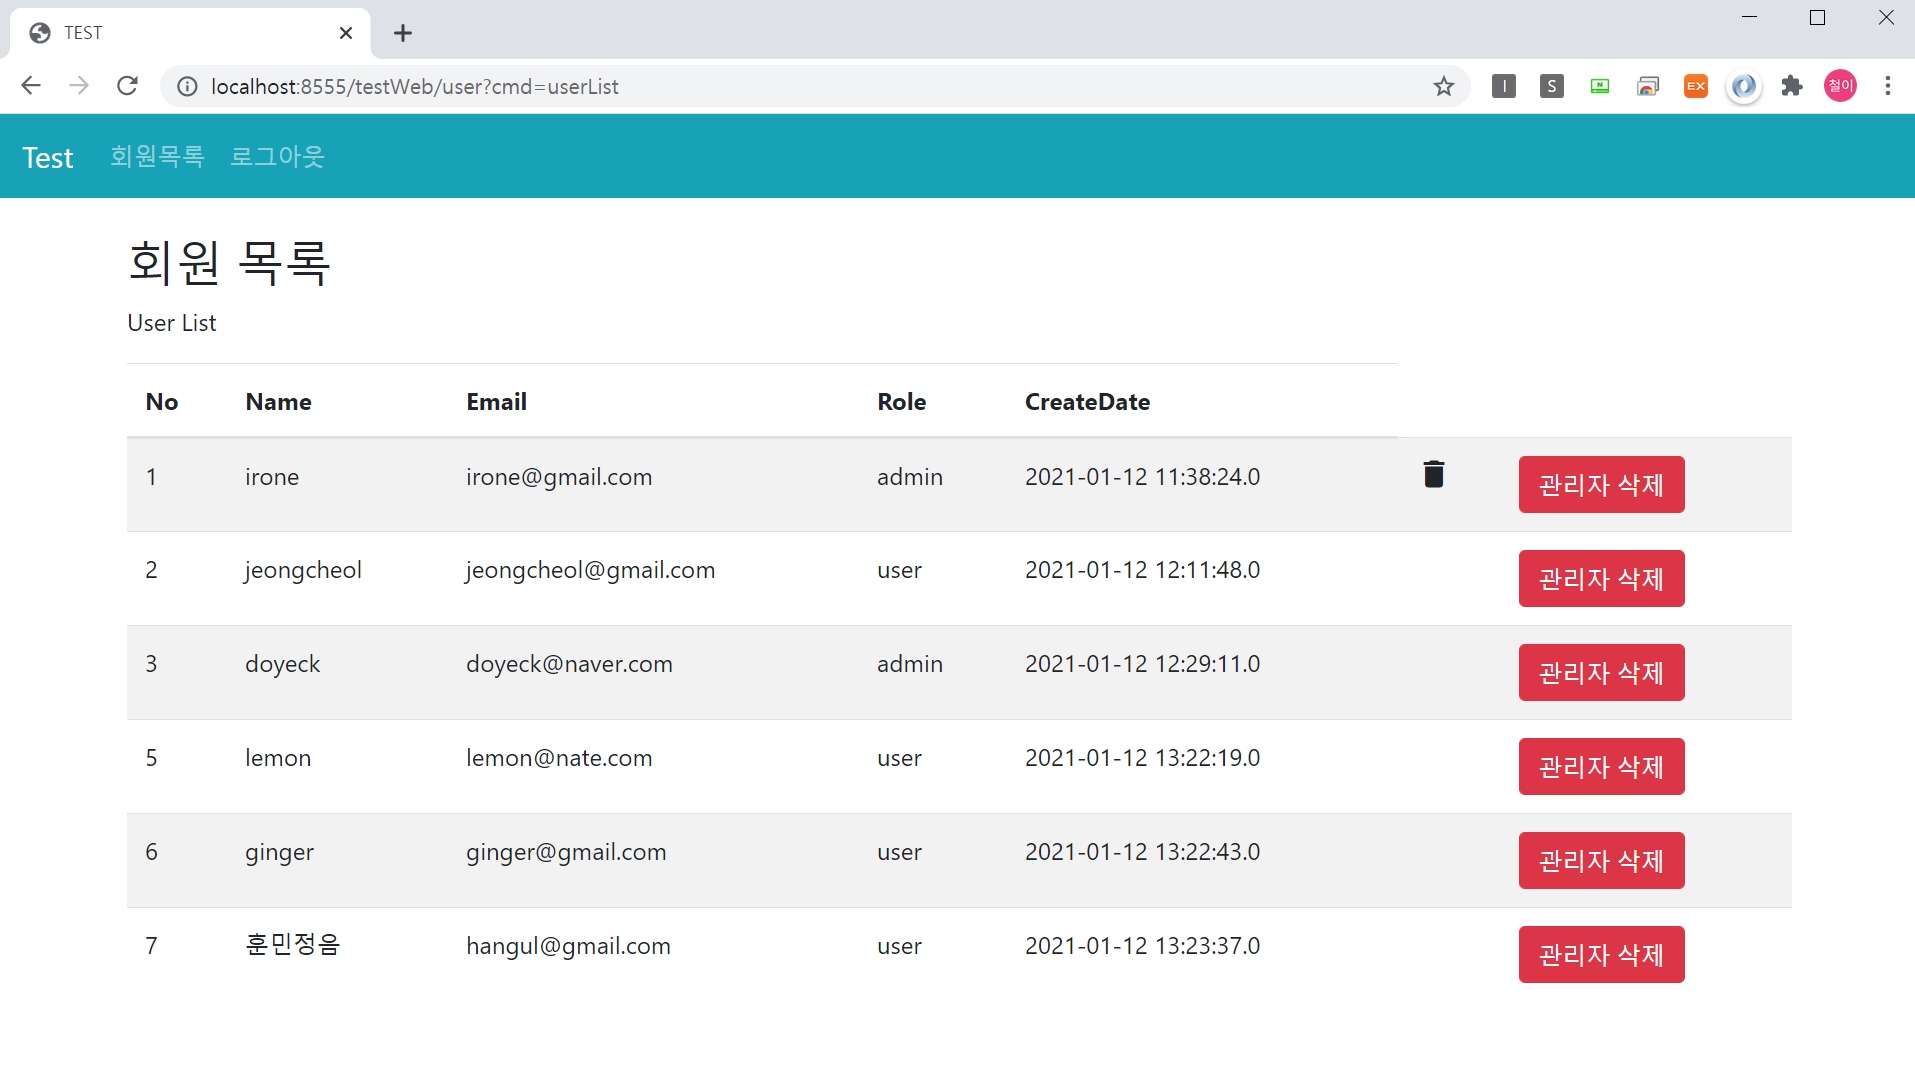 TEST
localhost:8555/testWeb/user?cmd=userList
I
S
N
EX
철이
Test 회원목록 로그아웃
회원 목록
User List
No Name Email Role CreateDate
1 irone irone@gmail.com admin 2021-01-12 11:38:24.0 관리자 삭제
2 jeongcheol jeongcheol@gmail.com user 2021-01-12 12:11:48.0 관리자 삭제
3 doyeck doyeck@naver.com admin 2021-01-12 12:29:11.0 관리자 삭제
5 lemon lemon@nate.com user 2021-01-12 13:22:19.0 관리자 삭제
6 ginger ginger@gmail.com user 2021-01-12 13:22:43.0 관리자 삭제
7 훈민정음 hangul@gmail.com user 2021-01-12 13:23:37.0 관리자 삭제